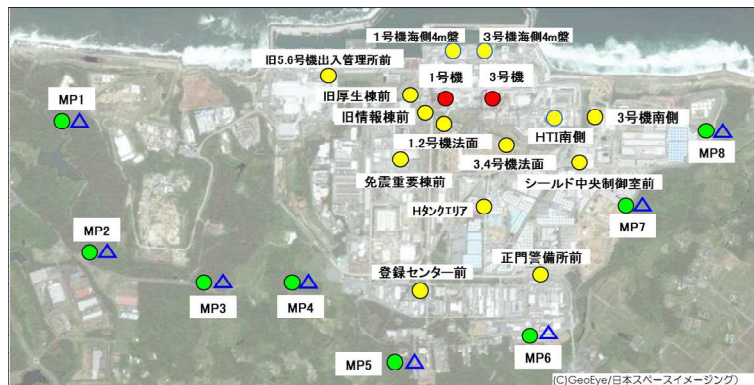 1号機海側4m盤
3号機海側4m盤
旧5.6号機出入管理所前
1号機
3号機
旧厚生棟前
MP1
旧情報棟前
3号機南側
HTI南側
MP8
1.2号機法面
3.4号機法面
免震重要棟前
シールド中央制御室前
Hタンクエリア
MP7
MP2
正門警備所前
登録センター前
MP3
MP4
MP5
MP6
(C)GeoEye/日本スペースイメージング)